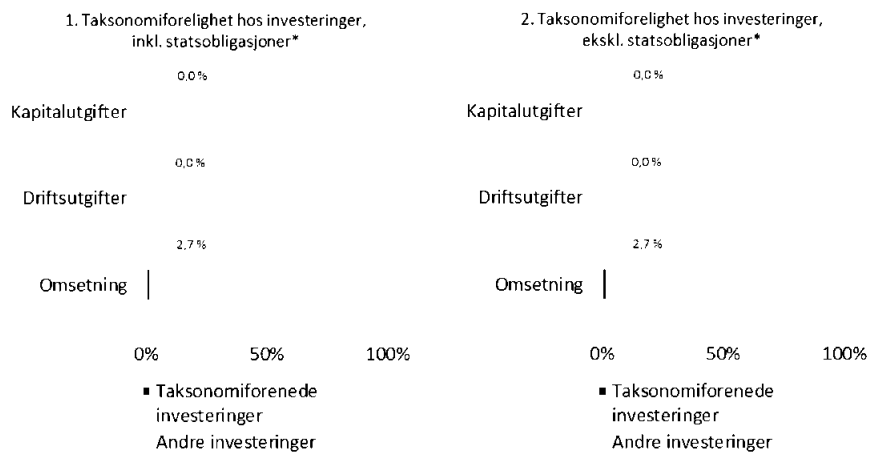 1. Taksonomiforelighet hos investeringer,
inkl. statsobligasjoner*
0,0 %
Kapitalutgifter
0,0 %
Driftsutgifter
2,7 %
Omsetning
0% 50% 100%
Taksonomiforenede
investeringer
Andre investeringer
2. Taksonomiforelighet hos investeringer,
ekskl. statsobligasjoner*
0,0 %
Kapitalutgifter
0,0 %
Driftsutgifter
2,7 %
Omsetning
0% 50% 100%
Taksonomiforenede
investeringer
Andre investeringer